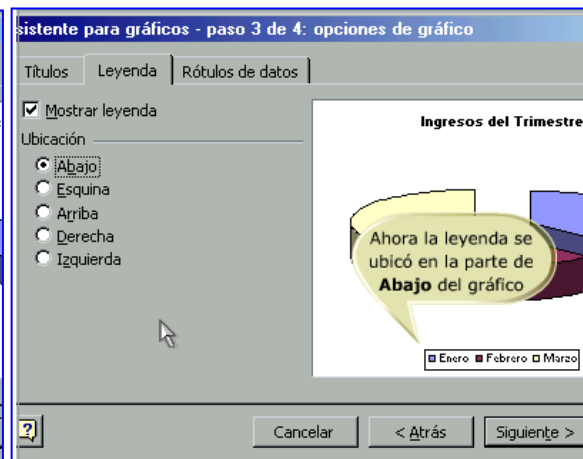 sistente para gráficos - paso 3 de 4: opciones de gráfico
Títulos Leyenda Rótulos de datos
Mostrar leyenda
Ubicación
Abajo
Esquina
Arriba
Derecha
Izquierda
Ingresos del Trimestre
Ahora la leyenda se
ubicó en la parte de
Abajo del gráfico
Enero Febrero Marzo
? Cancelar < Atrás Siguiente >